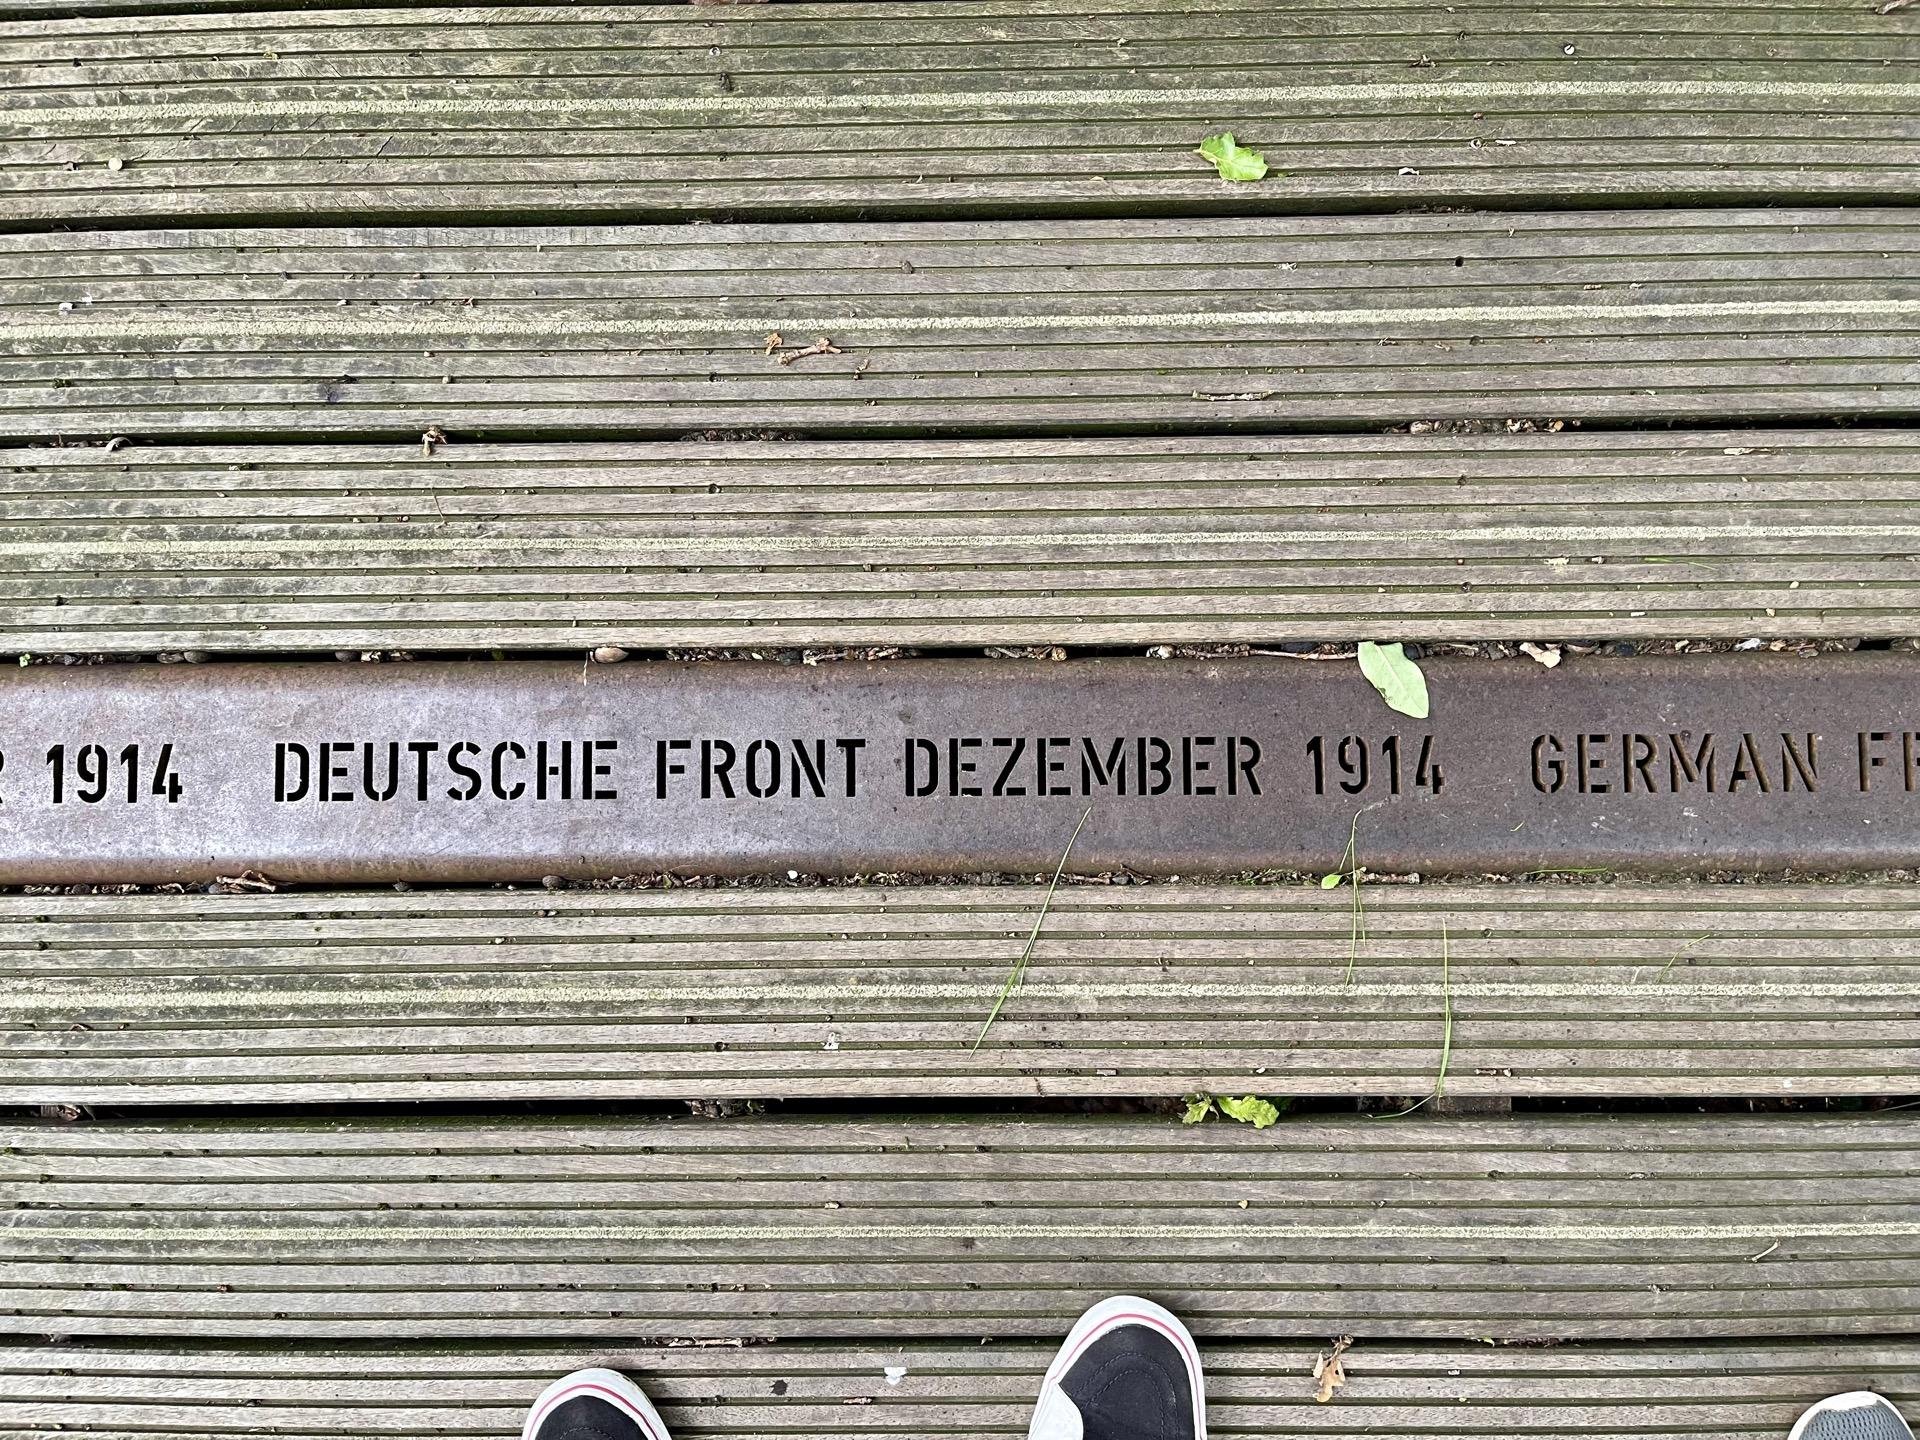 1914 DEUTSCHE FRONT DEZEMBER 1914 GERMAN